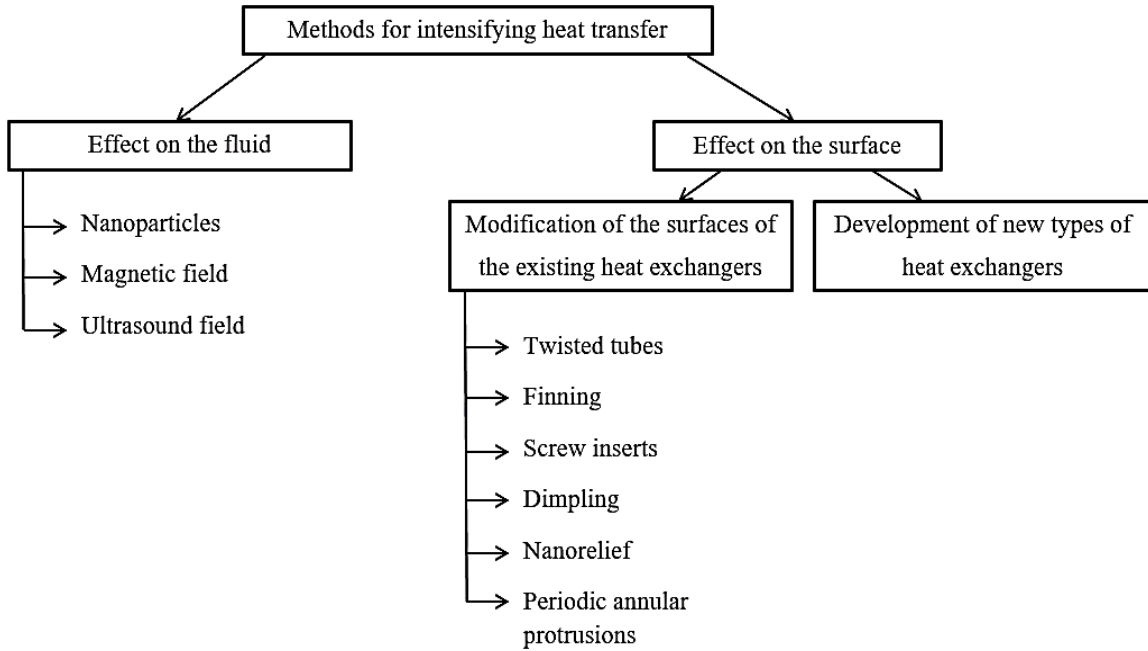 Methods for intensifying heat transfer
Effect on the fluid
Nanoparticles
Magnetic field
Ultrasound field
Effect on the surface
Modification of the surfaces of
the existing heat exchangers
Twisted tubes
Finning
Screw inserts
Dimpling
Nanorelief
Periodic annular
protrusions
Development of new types of
heat exchangers